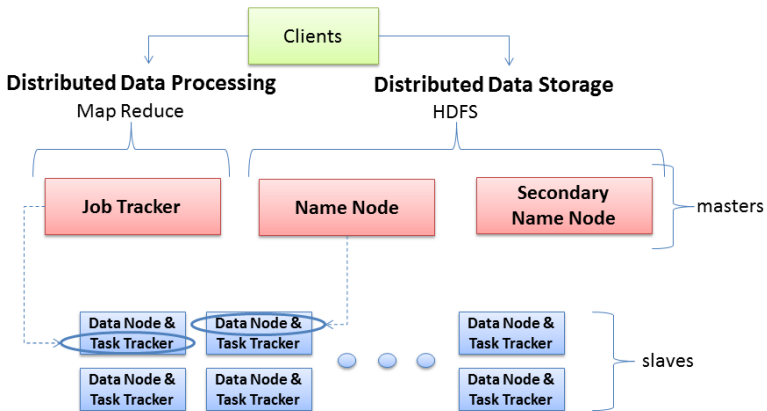 Clients
Distributed Data Processing
Map Reduce
Distributed Data Storage
HDFS
Job Tracker
Name Node
Secondary
Name Node
masters
Data Node &
Task Tracker
Data Node &
Task Tracker
Data Node &
Task Tracker
Data Node &
Task Tracker
Data Node &
Task Tracker
Data Node &
Task Tracker
slaves